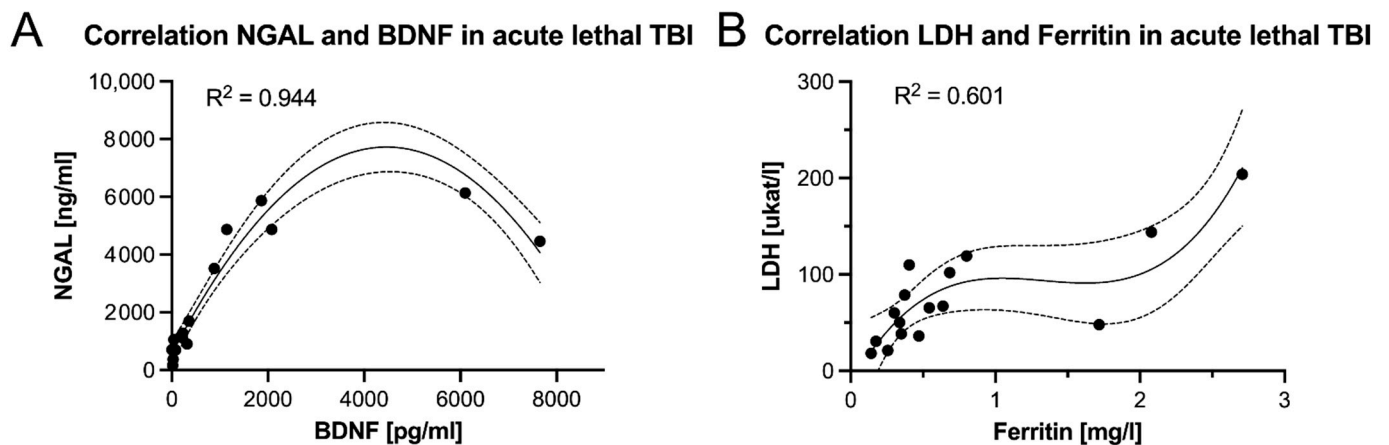 A Correlation NGAL and BDNF in acute lethal TBI
R² = 0.944
10,000
8000
6000
4000
2000
0
NGAL [ng/ml]
0 2000 4000 6000 8000
BDNF [pg/ml]
B Correlation LDH and Ferritin in acute lethal TBI
R² = 0.601
300
200
100
0
LDH [ukat/l]
0 1 2 3
Ferritin [mg/l]